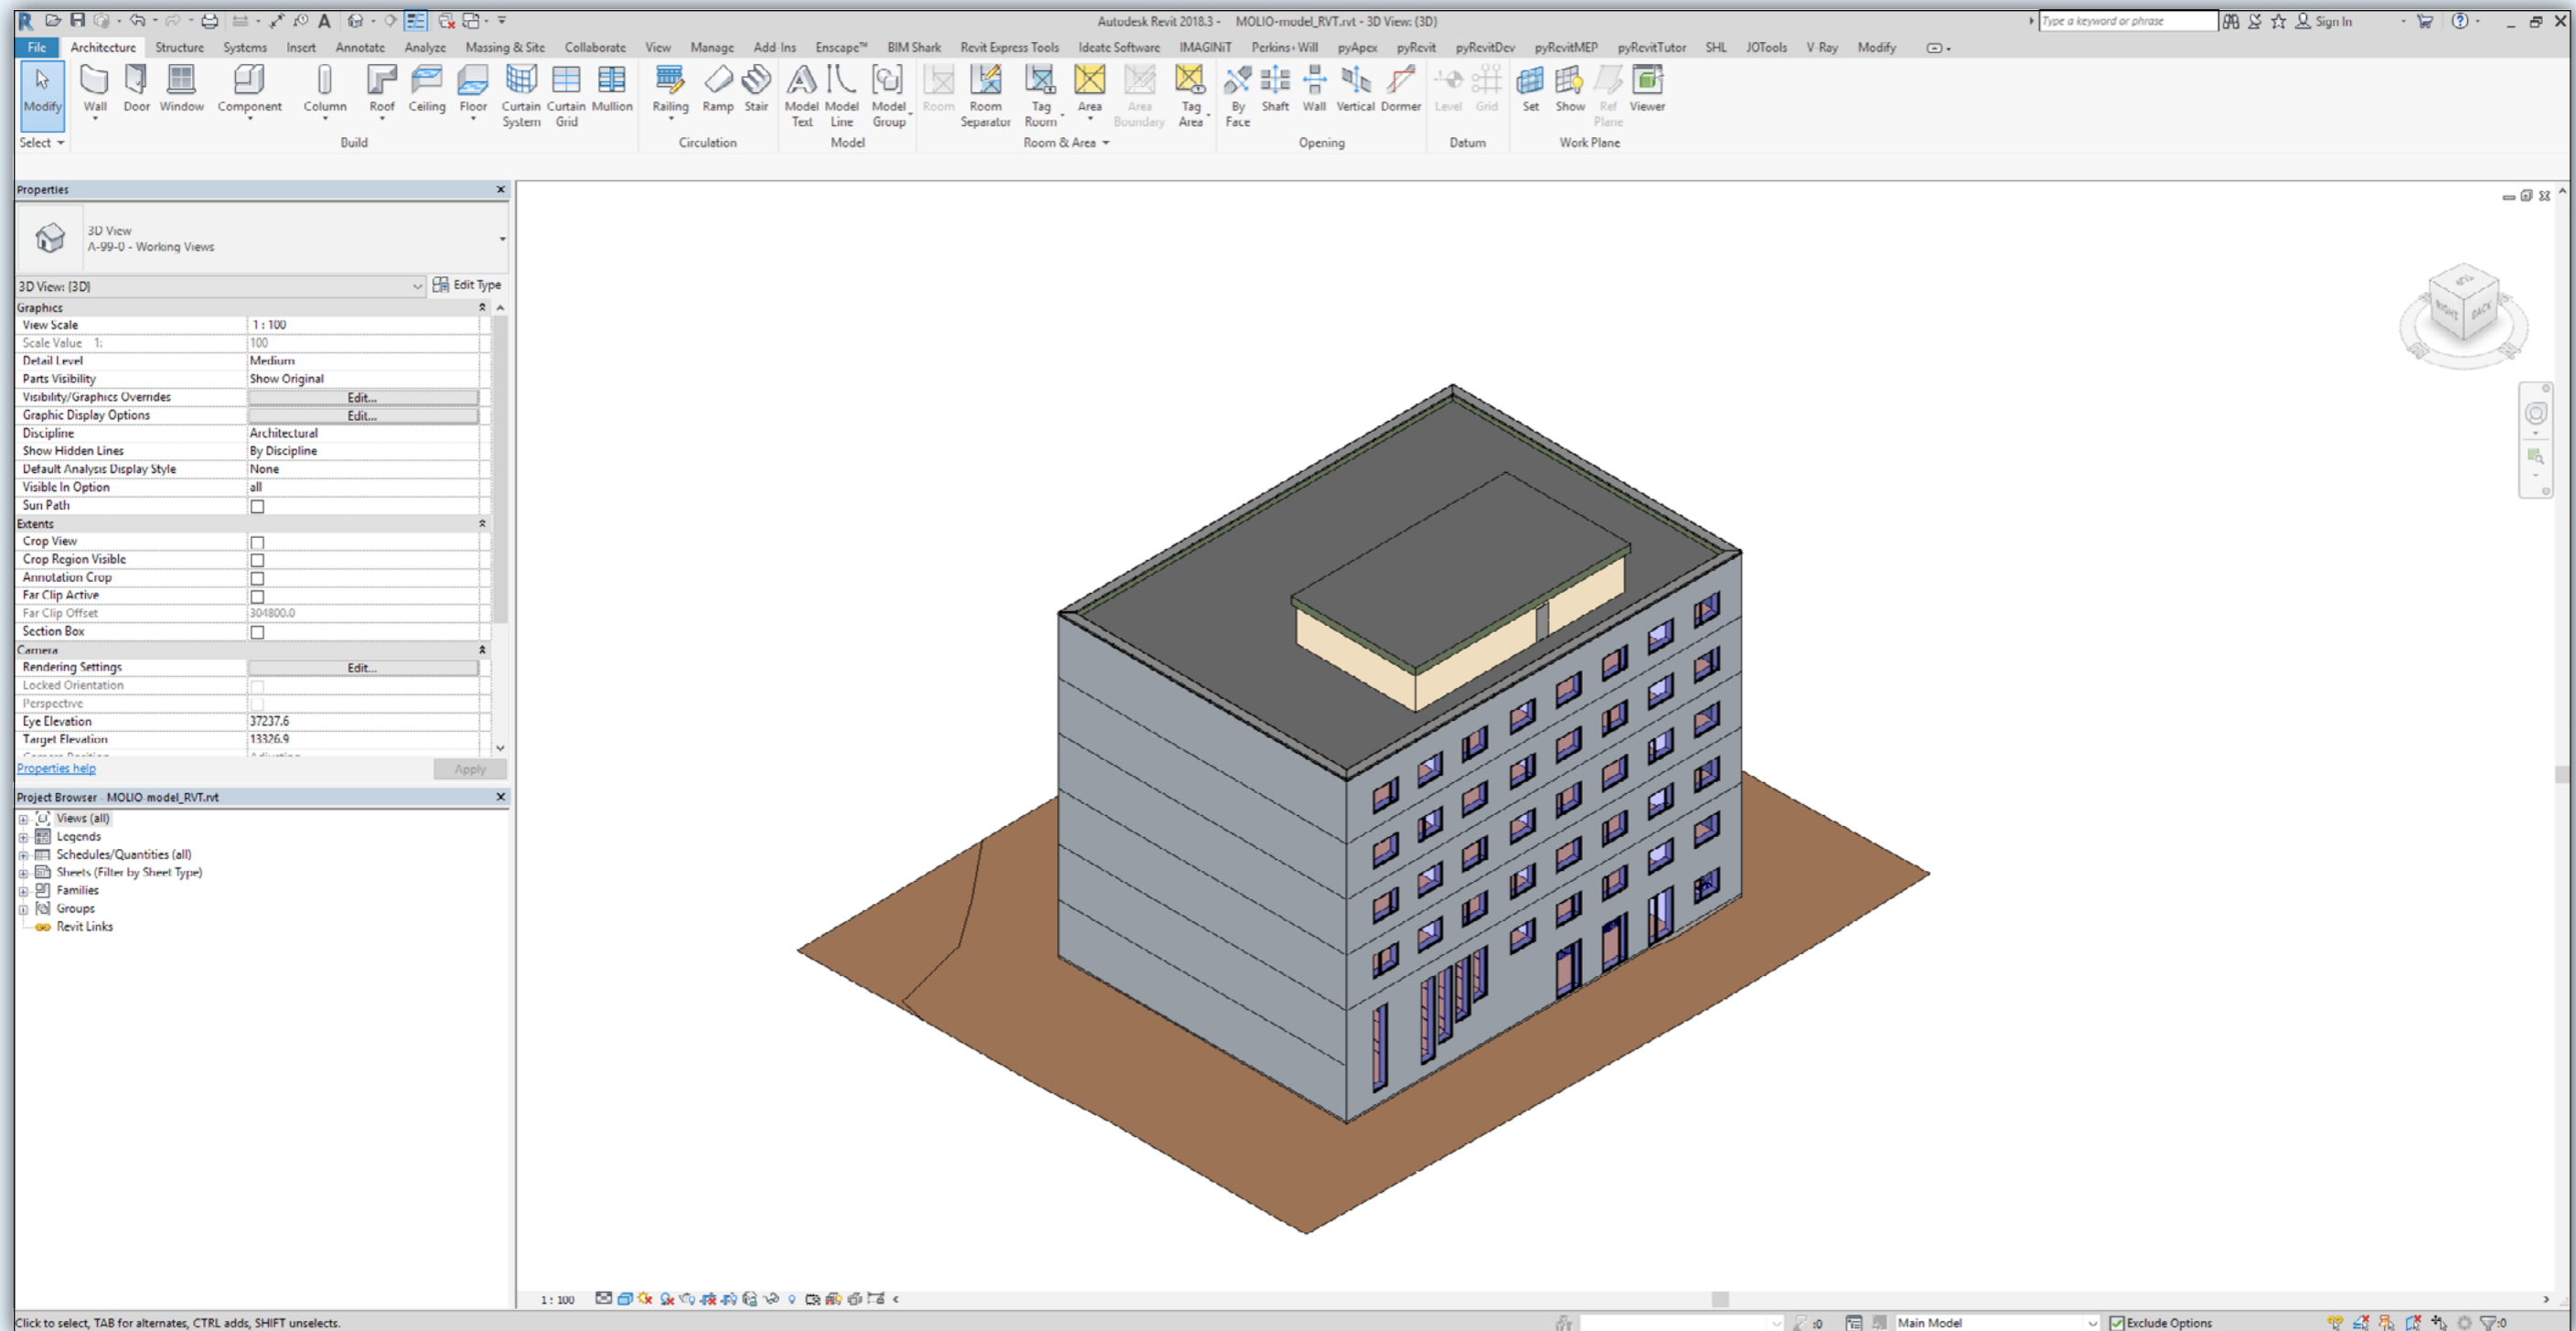 Autodesk Revit 2018.3 - MOLIO-model_RVT.rvt - 3D View: {3D}
Type a keyword or phrase
Sign In
File Architecture Structure Systems Insert Annotate Analyze Massing & Site Collaborate View Manage Add-Ins Enscape™ BIM Shark Revit Express Tools Ideate Software IMAGINiT Perkins+Will pyApex pyRevit pyRevitDev pyRevitMEP pyRevitTutor SHL JOTools V-Ray Modify
Modify Wall Door Window Component Column Roof Ceiling Floor Curtain System Curtain Grid Mullion Railing Ramp Stair Model Text Model Line Model Group Room Room Separator Tag Room Area Area Boundary Tag Area By Face Shaft Wall Vertical Dormer Level Grid Set Show Ref Plane Viewer
Select Build Circulation Model Room & Area Opening Datum Work Plane
Properties
3D View
A-99-0 - Working Views
3D View: {3D} Edit Type
Graphics
View Scale 1 : 100
Scale Value 1: 100
Detail Level Medium
Parts Visibility Show Original
Visibility/Graphics Overrides Edit...
Graphic Display Options Edit...
Discipline Architectural
Show Hidden Lines By Discipline
Default Analysis Display Style None
Visible In Option all
Sun Path
Extents
Crop View
Crop Region Visible
Annotation Crop
Far Clip Active
Far Clip Offset 304800.0
Section Box
Camera
Rendering Settings Edit...
Locked Orientation
Perspective
Eye Elevation 37237.6
Target Elevation 13326.9
Properties help Apply
Project Browser - MOLIO-model_RVT.rvt
Views (all)
Legends
Schedules/Quantities (all)
Sheets (Filter by Sheet Type)
Families
Groups
Revit Links
TOP
RIGHT
BACK
1 : 100
Click to select, TAB for alternates, CTRL adds, SHIFT unselects.
:0
Main Model
Exclude Options
:0